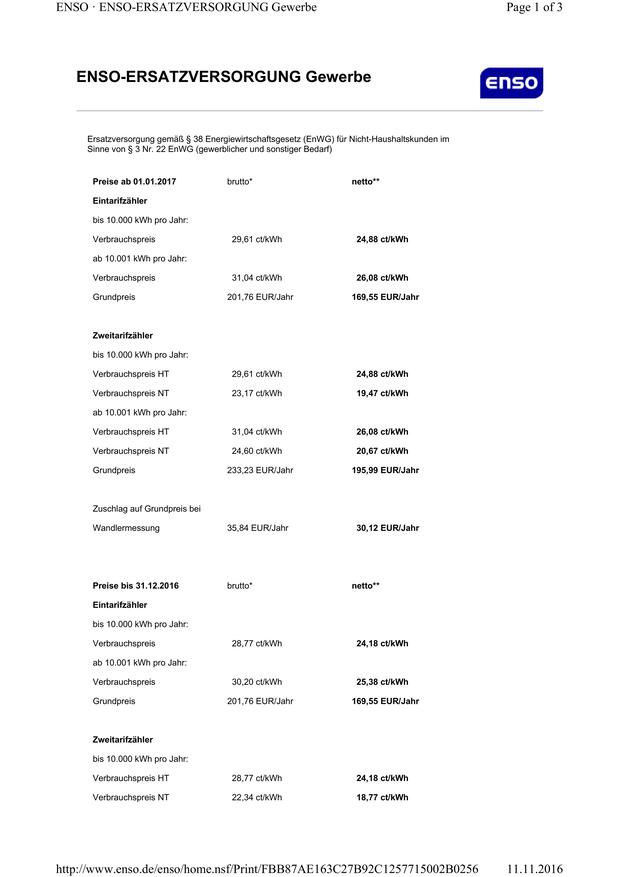 ENSO · ENSO-ERSATZVERSORGUNG Gewerbe Page 1 of 3
ENSO-ERSATZVERSORGUNG Gewerbe
enso
Ersatzversorgung gemäß § 38 Energiewirtschaftsgesetz (EnWG) für Nicht-Haushaltskunden im
Sinne von § 3 Nr. 22 EnWG (gewerblicher und sonstiger Bedarf)
Preise ab 01.01.2017 brutto* netto**
Eintarifzähler
bis 10.000 kWh pro Jahr:
Verbrauchspreis 29,61 ct/kWh 24,88 ct/kWh
ab 10.001 kWh pro Jahr:
Verbrauchspreis 31,04 ct/kWh 26,08 ct/kWh
Grundpreis 201,76 EUR/Jahr 169,55 EUR/Jahr
Zweitarifzähler
bis 10.000 kWh pro Jahr:
Verbrauchspreis HT 29,61 ct/kWh 24,88 ct/kWh
Verbrauchspreis NT 23,17 ct/kWh 19,47 ct/kWh
ab 10.001 kWh pro Jahr:
Verbrauchspreis HT 31,04 ct/kWh 26,08 ct/kWh
Verbrauchspreis NT 24,60 ct/kWh 20,67 ct/kWh
Grundpreis 233,23 EUR/Jahr 195,99 EUR/Jahr
Zuschlag auf Grundpreis bei
Wandlermessung 35,84 EUR/Jahr 30,12 EUR/Jahr
Preise bis 31.12.2016 brutto* netto**
Eintarifzähler
bis 10.000 kWh pro Jahr:
Verbrauchspreis 28,77 ct/kWh 24,18 ct/kWh
ab 10.001 kWh pro Jahr:
Verbrauchspreis 30,20 ct/kWh 25,38 ct/kWh
Grundpreis 201,76 EUR/Jahr 169,55 EUR/Jahr
Zweitarifzähler
bis 10.000 kWh pro Jahr:
Verbrauchspreis HT 28,77 ct/kWh 24,18 ct/kWh
Verbrauchspreis NT 22,34 ct/kWh 18,77 ct/kWh
http://www.enso.de/enso/home.nsf/Print/FBB87AE163C27B92C1257715002B0256 11.11.2016